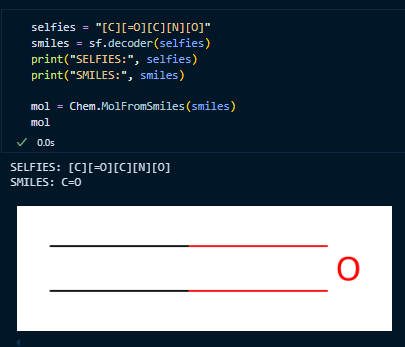 selfies = "[C][=O][C][N][O]"
smiles = sf.decoder(selfies)
print("SELFIES:", selfies)
print("SMILES:", smiles)
mol = Chem.MolFromSmiles(smiles)
mol
0.0s
SELFIES: [C][=O][C][N][O]
SMILES: C=O
O